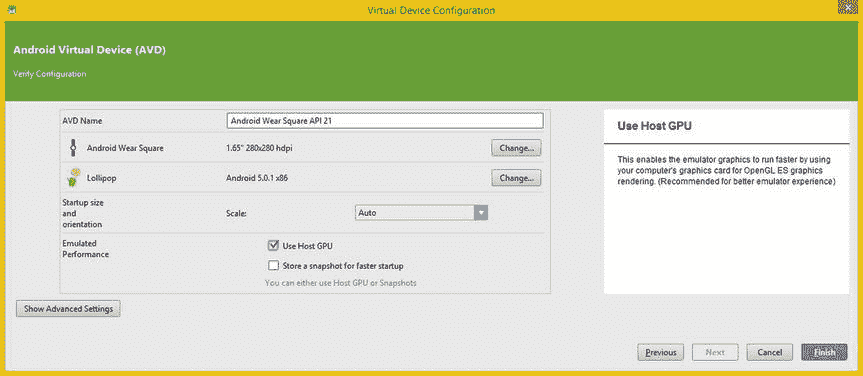 Virtual Device Configuration
Android Virtual Device (AVD)
Verify Configuration
AVD Name
Android Wear Square API 21
Android Wear Square
1.65" 280x280 hdpi
Change...
Lollipop
Android 5.0.1 x86
Change...
Startup size
and
orientation
Scale:
Auto
Emulated
Performance
Use Host GPU
Store a snapshot for faster startup
You can either use Host GPU or Snapshots
Use Host GPU
This enables the emulator graphics to run faster by using
your computer's graphics card for OpenGL ES graphics
rendering. (Recommended for better emulator experience)
Show Advanced Settings
Previous
Next
Cancel
Finish